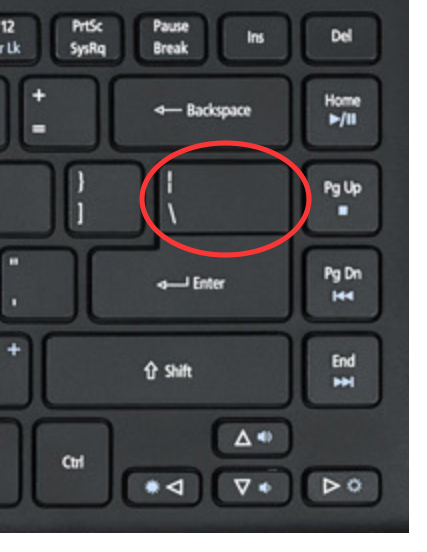 12 PrtSc Pause Ins Del
r Lk SysRq Break
+ Backspace Home
=
} ¦ Pg Up
] \
" Enter Pg Dn
'
+ Shift End
Ctrl